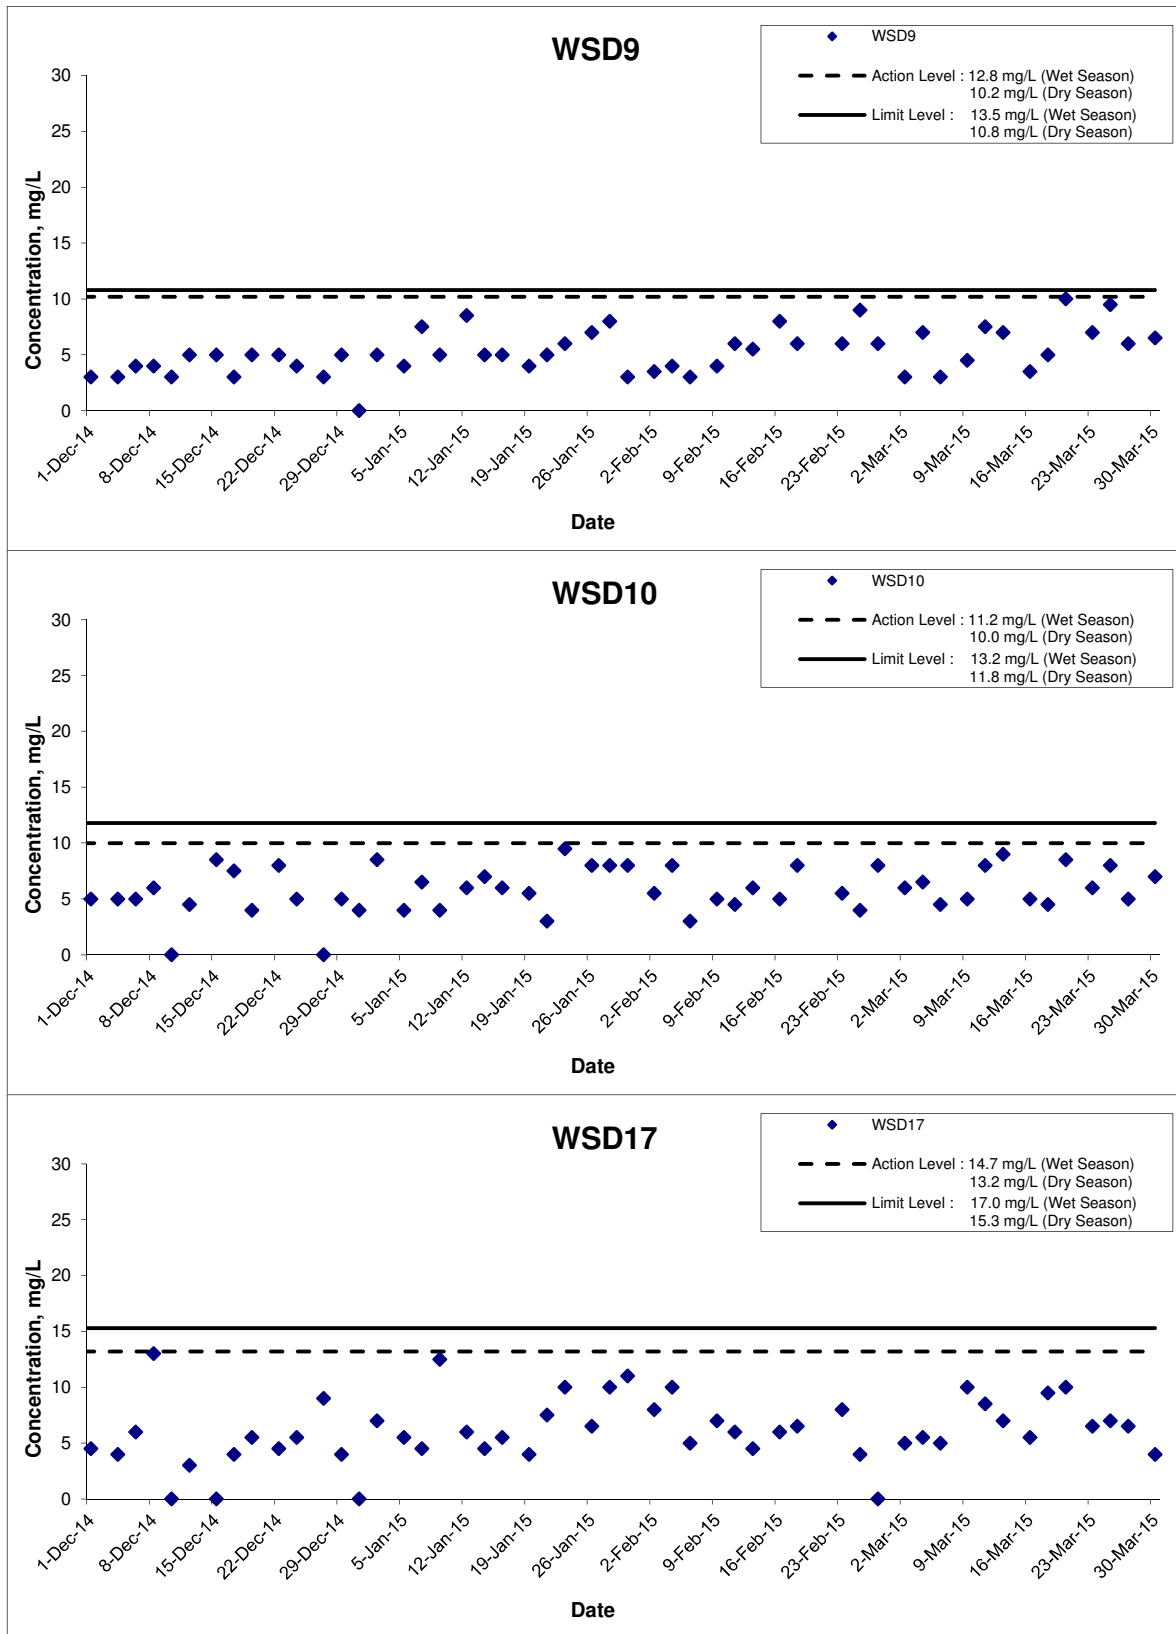 WSD9
WSD9
Action Level : 12.8 mg/L (Wet Season)
10.2 mg/L (Dry Season)
Limit Level : 13.5 mg/L (Wet Season)
10.8 mg/L (Dry Season)
Concentration, mg/L
30
25
20
15
10
5
0
1-Dec-14
8-Dec-14
15-Dec-14
22-Dec-14
29-Dec-14
5-Jan-15
12-Jan-15
19-Jan-15
26-Jan-15
2-Feb-15
9-Feb-15
16-Feb-15
23-Feb-15
2-Mar-15
9-Mar-15
16-Mar-15
23-Mar-15
30-Mar-15
Date
WSD10
WSD10
Action Level : 11.2 mg/L (Wet Season)
10.0 mg/L (Dry Season)
Limit Level : 13.2 mg/L (Wet Season)
11.8 mg/L (Dry Season)
Concentration, mg/L
30
25
20
15
10
5
0
1-Dec-14
8-Dec-14
15-Dec-14
22-Dec-14
29-Dec-14
5-Jan-15
12-Jan-15
19-Jan-15
26-Jan-15
2-Feb-15
9-Feb-15
16-Feb-15
23-Feb-15
2-Mar-15
9-Mar-15
16-Mar-15
23-Mar-15
30-Mar-15
Date
WSD17
WSD17
Action Level : 14.7 mg/L (Wet Season)
13.2 mg/L (Dry Season)
Limit Level : 17.0 mg/L (Wet Season)
15.3 mg/L (Dry Season)
Concentration, mg/L
30
25
20
15
10
5
0
1-Dec-14
8-Dec-14
15-Dec-14
22-Dec-14
29-Dec-14
5-Jan-15
12-Jan-15
19-Jan-15
26-Jan-15
2-Feb-15
9-Feb-15
16-Feb-15
23-Feb-15
2-Mar-15
9-Mar-15
16-Mar-15
23-Mar-15
30-Mar-15
Date